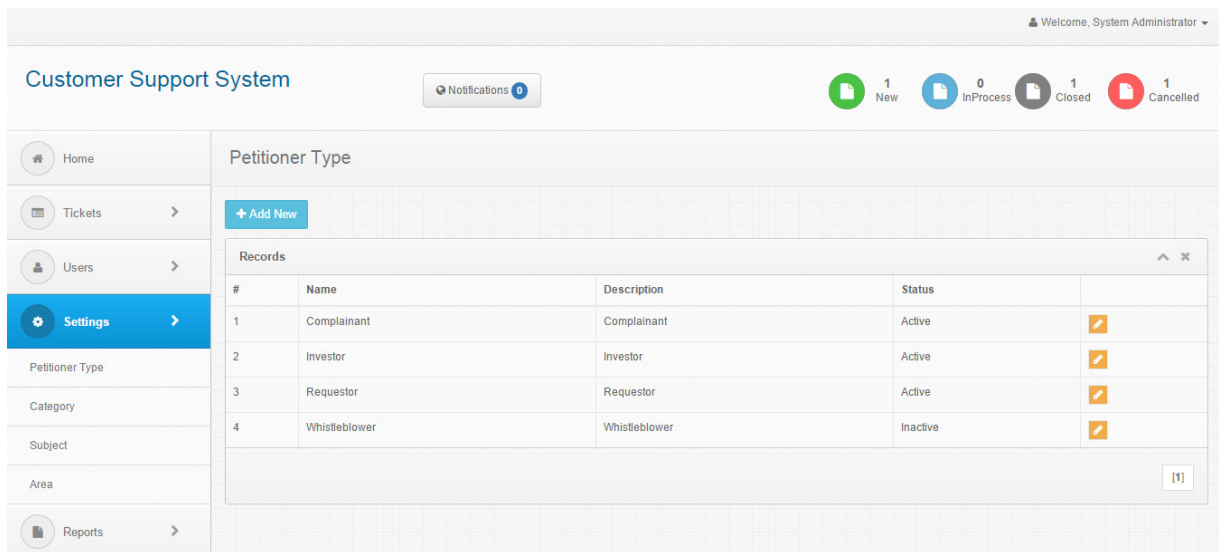 Welcome, System Administrator
Customer Support System
Notifications 0
1
New
0
InProcess
1
Closed
1
Cancelled
Home
Petitioner Type
Tickets
Add New
Users
Records
# Name Description Status
1 Complainant Complainant Active
2 Investor Investor Active
3 Requestor Requestor Active
4 Whistleblower Whistleblower Inactive
[1]
Settings
Petitioner Type
Category
Subject
Area
Reports